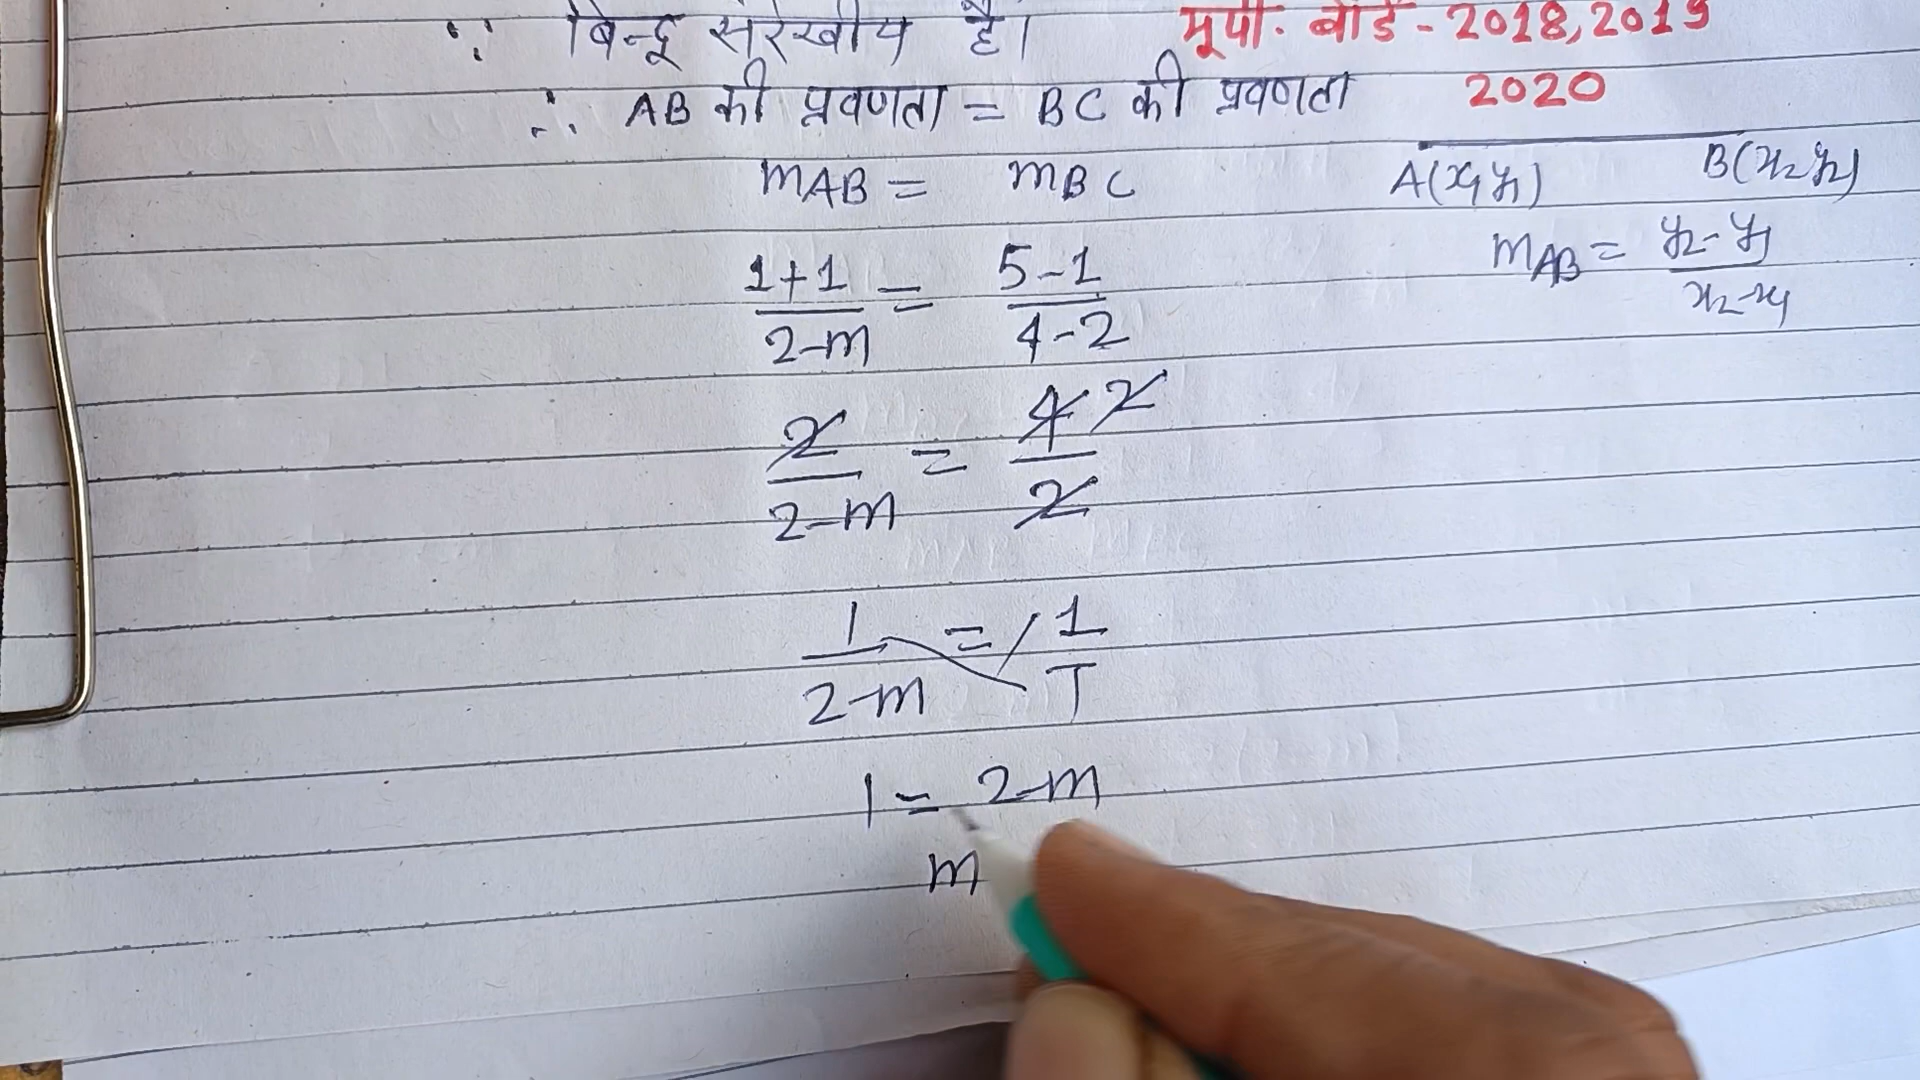 ∵ बिन्दू सरेखीय है।
यूपी. बोर्ड - 2018, 2019
2020
∴ AB की प्रवणता = BC की प्रवणता
mAB = mBC
A(x₁ y₁) B(x₂ y₂)
mAB = y₂-y₁ / x₂-x₁
1+1 / 2-m = 5-1 / 4-2
2 / 2-m = 4 2 / 2
1 / 2-m = 1 / 1
1 = 2-m
m